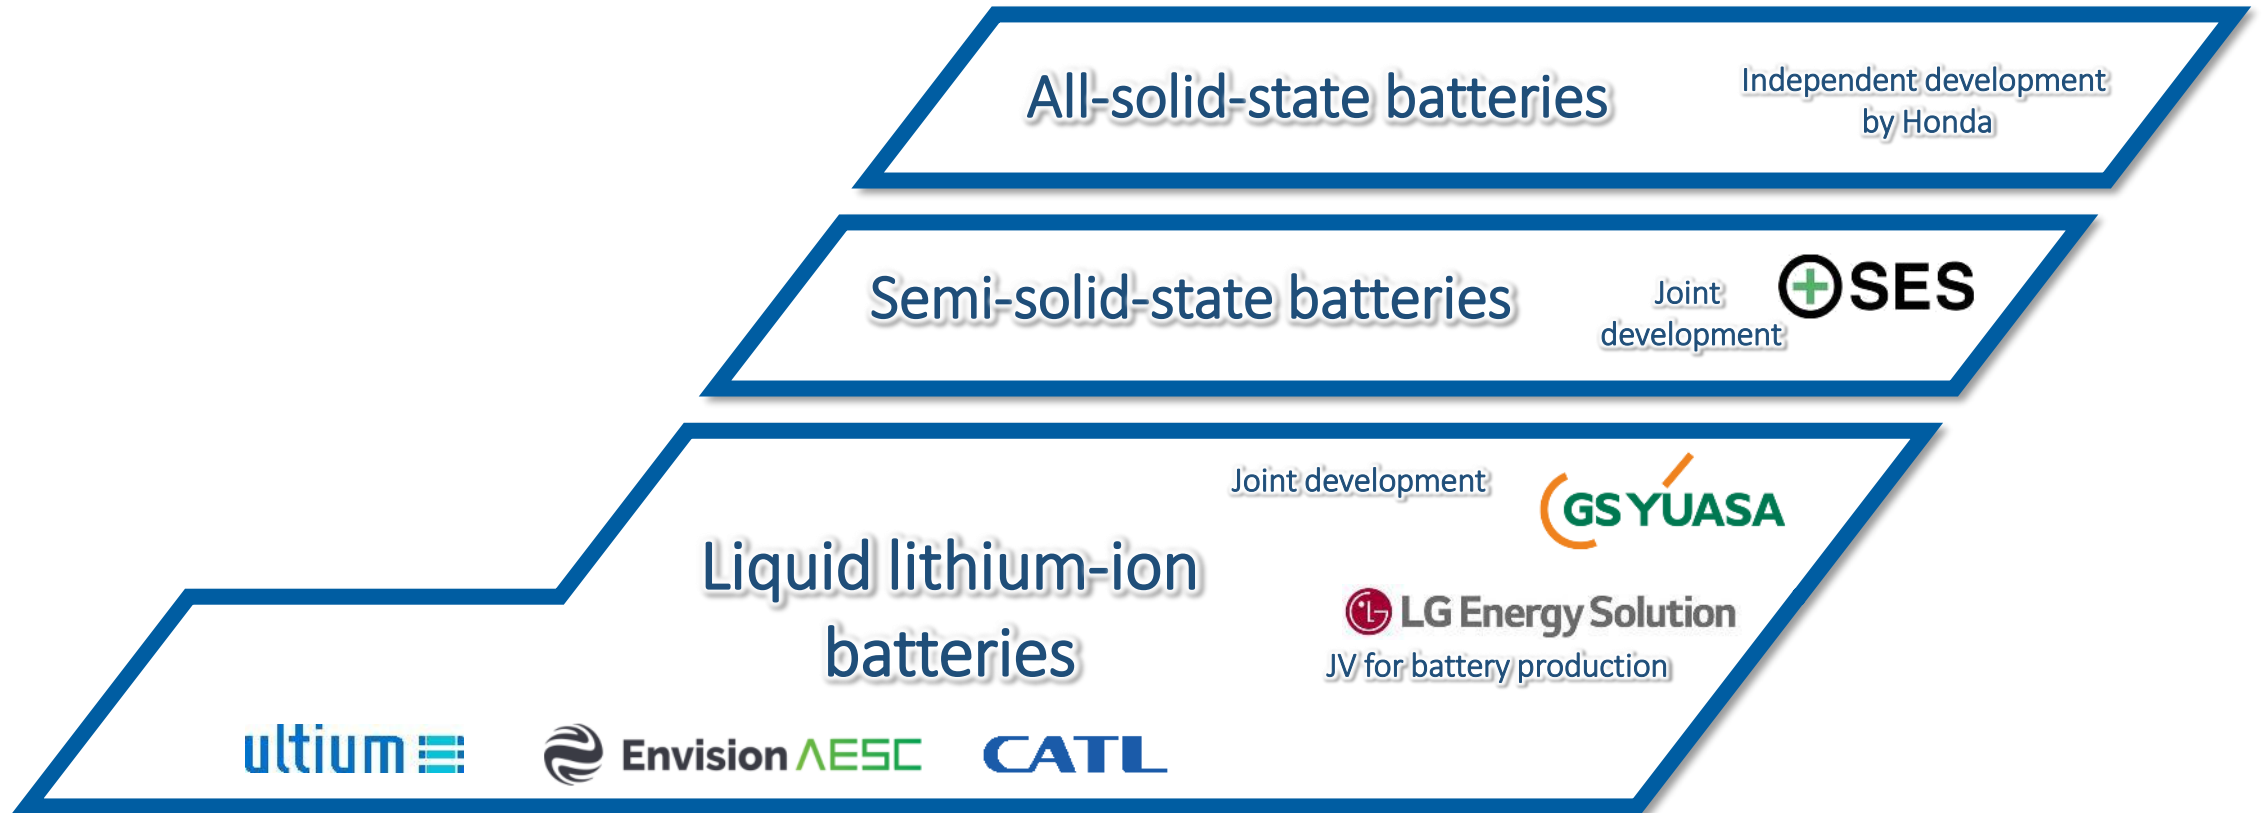 All-solid-state batteries
Independent development
by Honda
Semi-solid-state batteries
Joint
development
SES
Joint development
GS YUASA
Liquid lithium-ion
batteries
LG Energy Solution
JV for battery production
ultium
Envision AESC
CATL